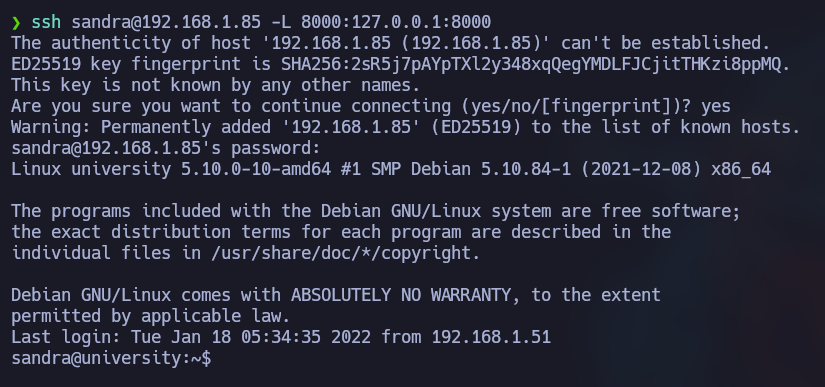 ❯ ssh sandra@192.168.1.85 -L 8000:127.0.0.1:8000
The authenticity of host '192.168.1.85 (192.168.1.85)' can't be established.
ED25519 key fingerprint is SHA256:2sR5j7pAYpTXl2y348xqQegYMDLFJCjitTHKzi8ppMQ.
This key is not known by any other names.
Are you sure you want to continue connecting (yes/no/[fingerprint])? yes
Warning: Permanently added '192.168.1.85' (ED25519) to the list of known hosts.
sandra@192.168.1.85's password:
Linux university 5.10.0-10-amd64 #1 SMP Debian 5.10.84-1 (2021-12-08) x86_64

The programs included with the Debian GNU/Linux system are free software;
the exact distribution terms for each program are described in the
individual files in /usr/share/doc/*/copyright.

Debian GNU/Linux comes with ABSOLUTELY NO WARRANTY, to the extent
permitted by applicable law.
Last login: Tue Jan 18 05:34:35 2022 from 192.168.1.51
sandra@university:~$